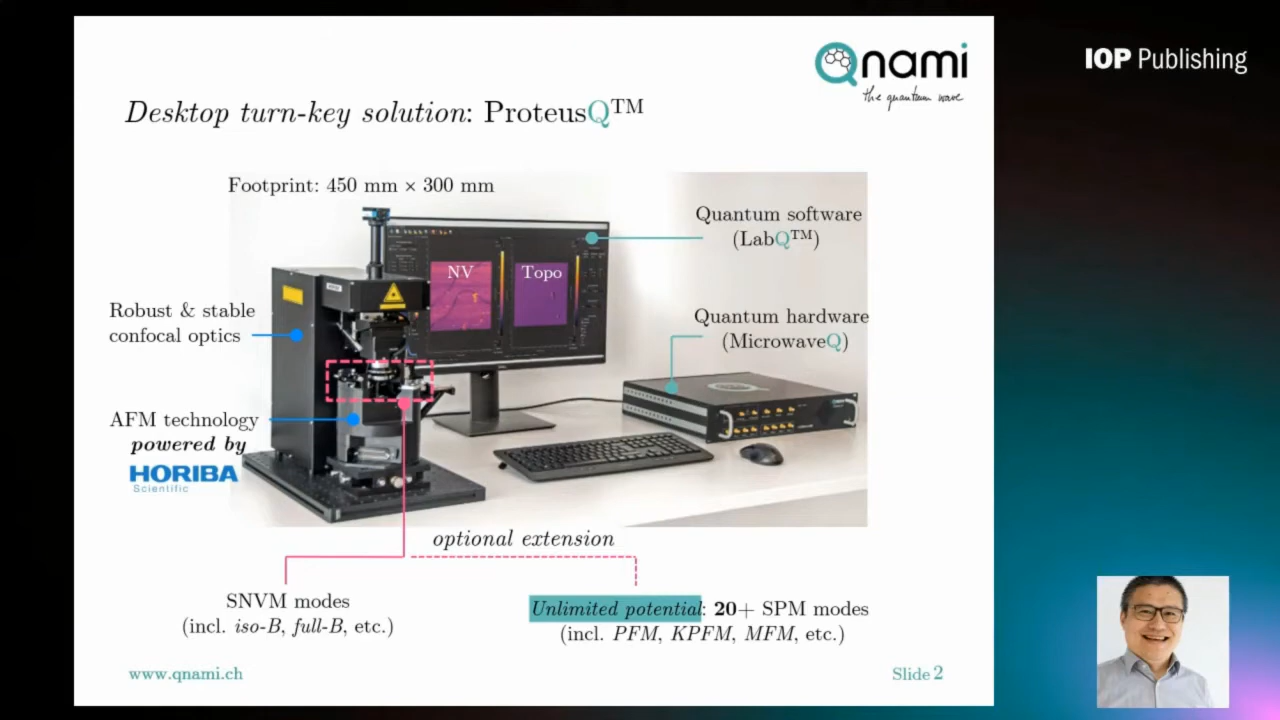 Qnami
the quantum wave
IOP Publishing
Desktop turn-key solution: ProteusQ™
Footprint: 450 mm × 300 mm
Quantum software
(LabQ™)
NV
Topo
Robust & stable
confocal optics
Quantum hardware
(MicrowaveQ)
AFM technology
powered by
HORIBA
Scientific
optional extension
SNVM modes
(incl. iso-B, full-B, etc.)
Unlimited potential: 20+ SPM modes
(incl. PFM, KPFM, MFM, etc.)
www.qnami.ch
Slide 2